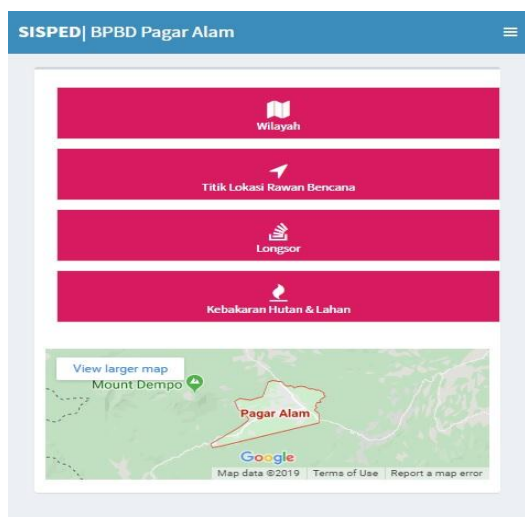 SISPED| BPBD Pagar Alam
Wilayah
Titik Lokasi Rawan Bencana
Longsor
Kebakaran Hutan & Lahan
View larger map
Mount Dempo
Pagar Alam
Google
Map data ©2019 Terms of Use Report a map error